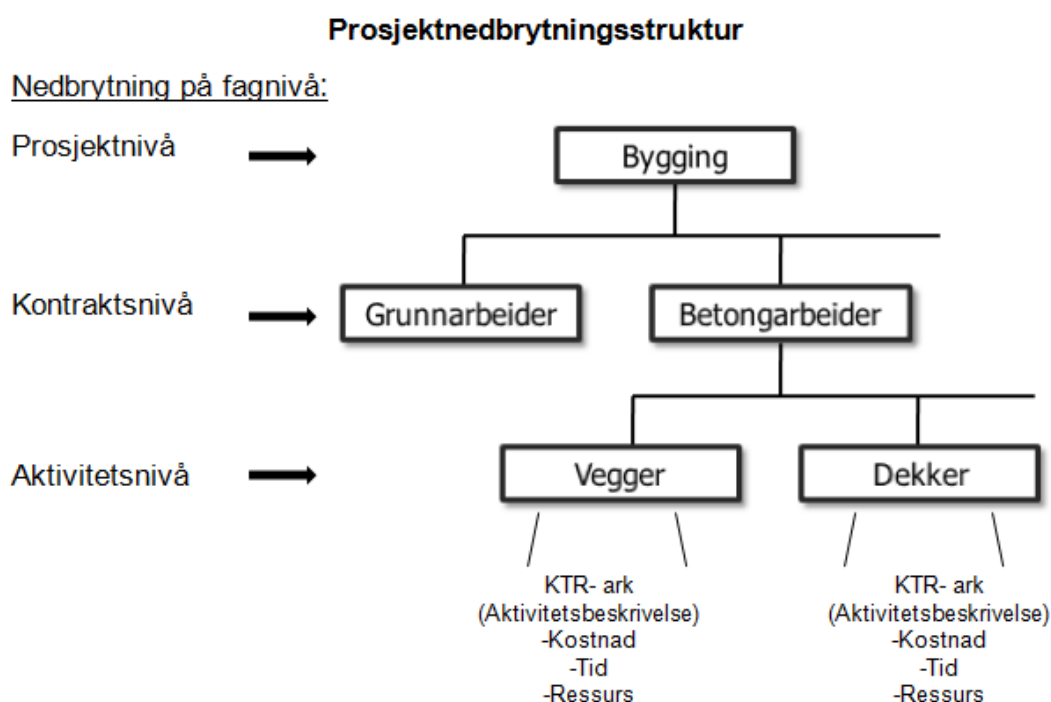 Prosjektnedbrytningsstruktur
Nedbrytning på fagnivå:
Prosjektnivå
Bygging
Kontraktsnivå
Grunnarbeider
Betongarbeider
Aktivitetsnivå
Vegger
Dekker
KTR- ark
(Aktivitetsbeskrivelse)
-Kostnad
-Tid
-Ressurs
KTR- ark
(Aktivitetsbeskrivelse)
-Kostnad
-Tid
-Ressurs